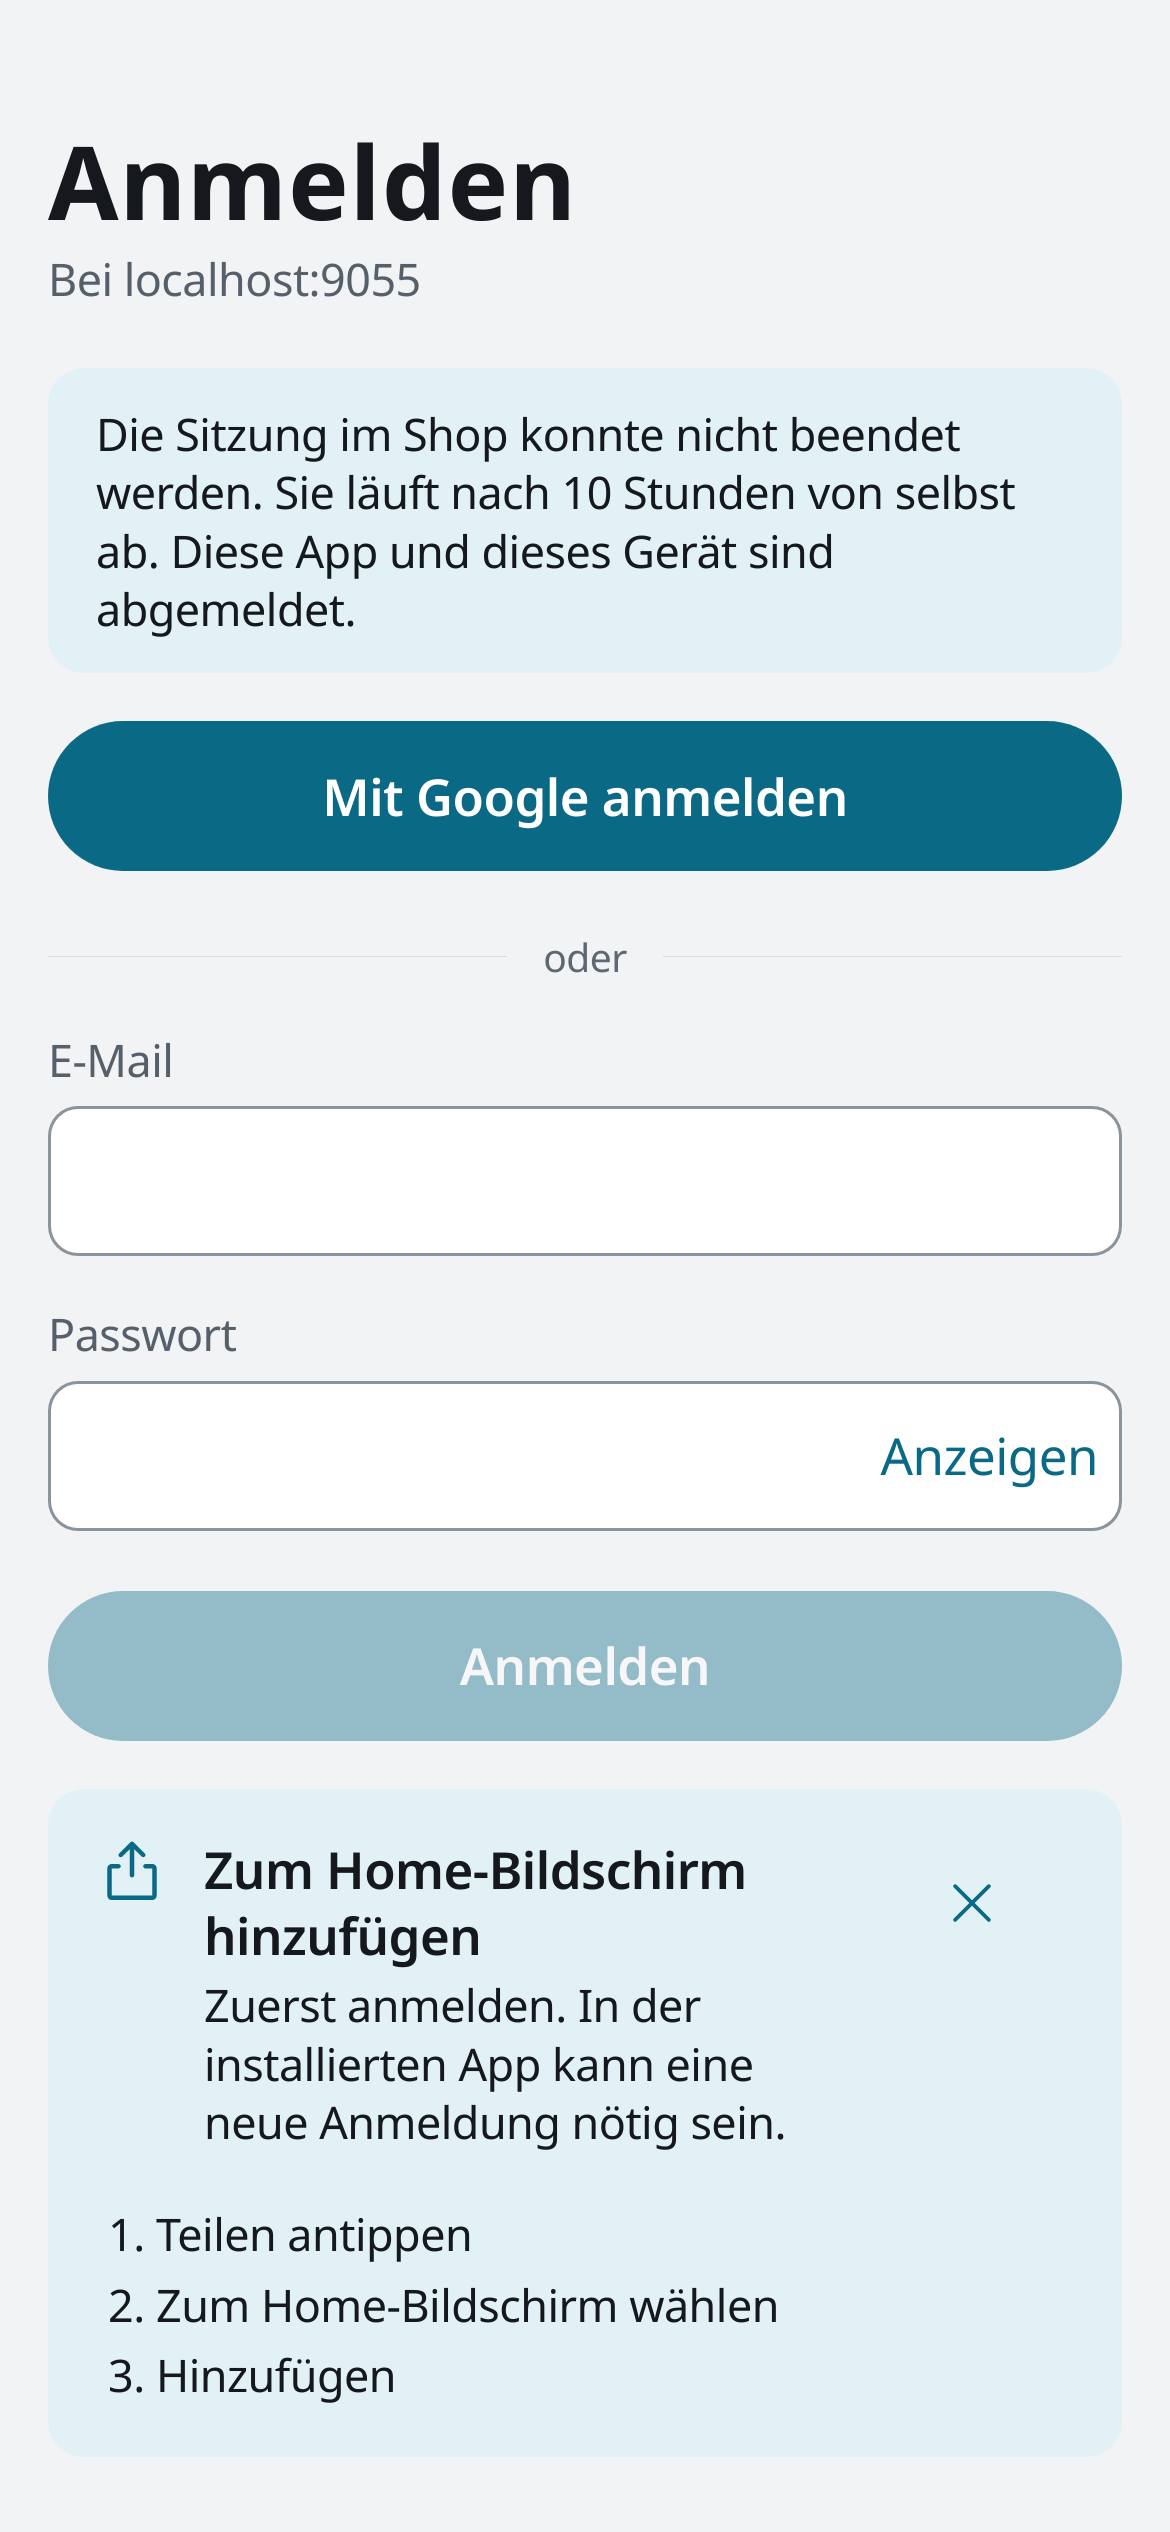 Anmelden
Bei localhost:9055
Die Sitzung im Shop konnte nicht beendet
werden. Sie läuft nach 10 Stunden von selbst
ab. Diese App und dieses Gerät sind
abgemeldet.
Mit Google anmelden
oder
E-Mail
Passwort
Anzeigen
Anmelden
Zum Home-Bildschirm
hinzufügen
Zuerst anmelden. In der
installierten App kann eine
neue Anmeldung nötig sein.
1. Teilen antippen
2. Zum Home-Bildschirm wählen
3. Hinzufügen